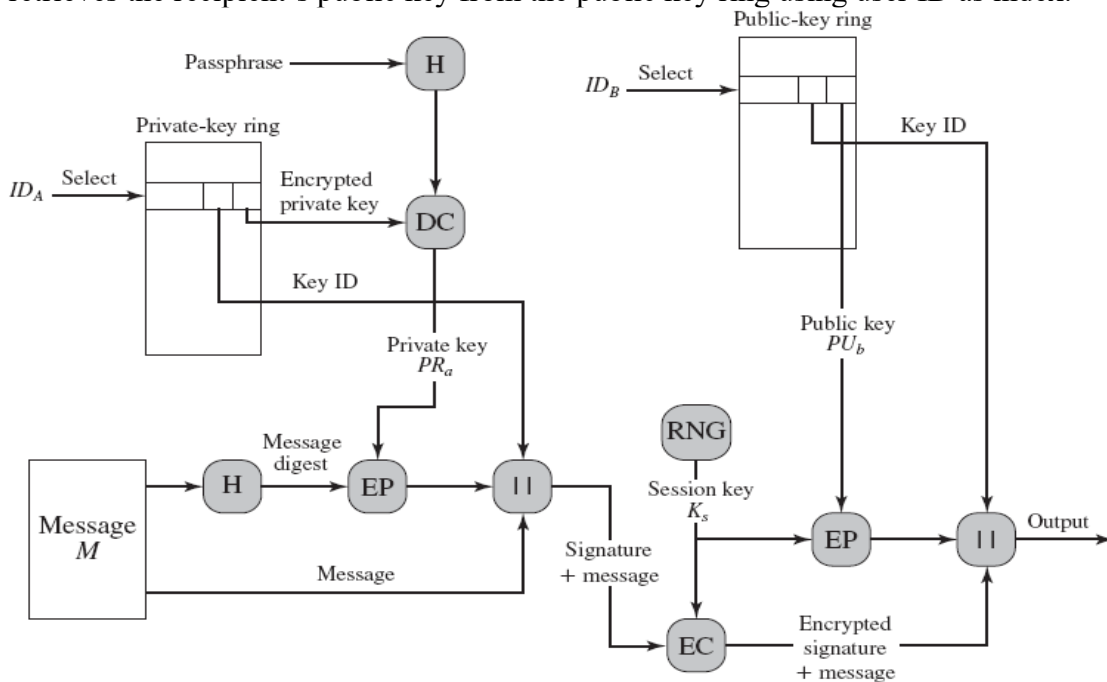 retrieves the recipient's public key from the public-key ring using user ID as index.
Public-key ring
Passphrase
H
ID_B
Select
Key ID
Private-key ring
ID_A
Select
Encrypted
private key
DC
Key ID
Private key
PR_a
Public key
PU_b
RNG
Message
digest
Session key
K_s
H
EP
||
Message
M
EP
||
Output
Message
Signature
+ message
EC
Encrypted
signature
+ message